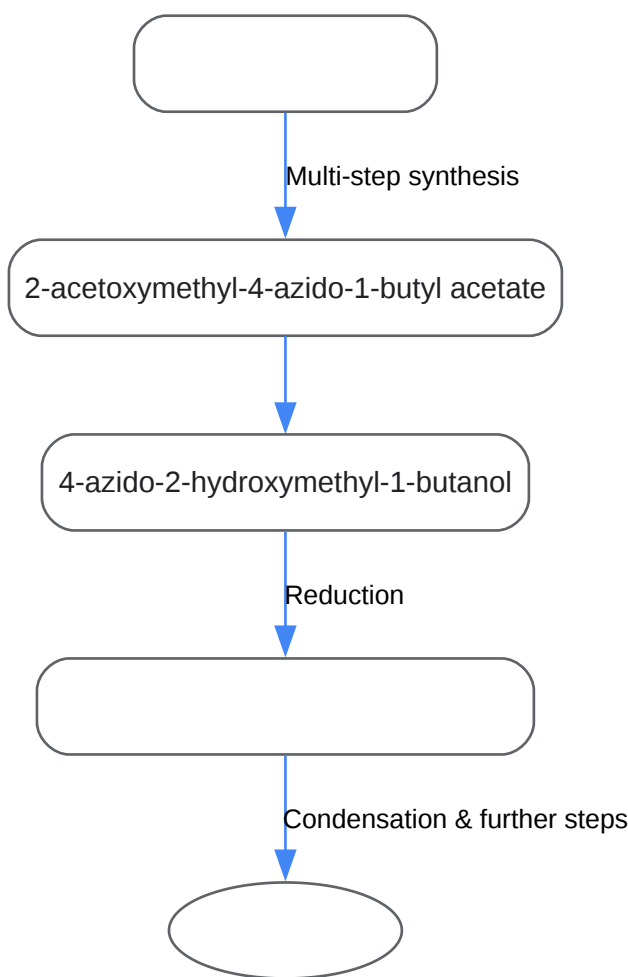 Multi-step synthesis
2-acetoxymethyl-4-azido-1-butyl acetate
4-azido-2-hydroxymethyl-1-butanol
Reduction
Condensation & further steps